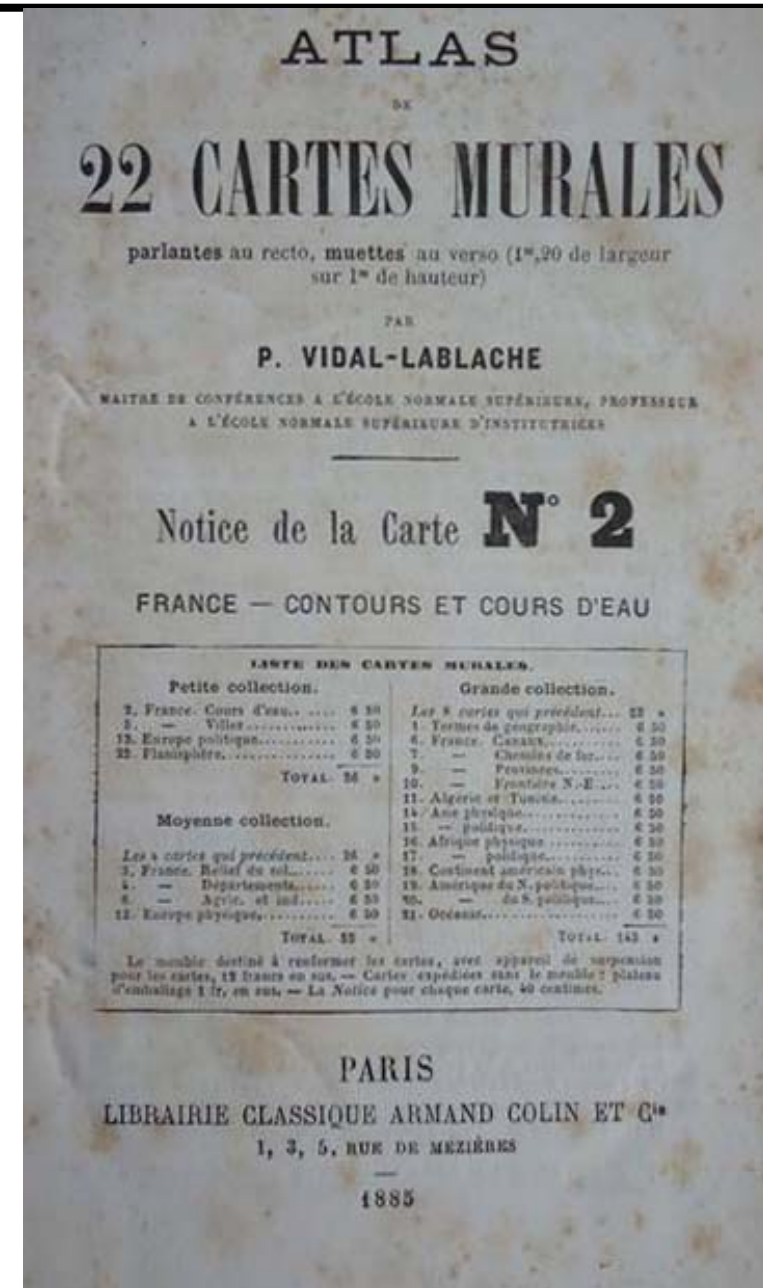 ATLAS
DE
22 CARTES MURALES
parlantes au recto, muettes au verso (1ᵐ,20 de largeur
sur 1ᵐ de hauteur)
PAR
P. VIDAL-LABLACHE
MAITRE DE CONFÉRENCES A L'ÉCOLE NORMALE SUPÉRIEURE, PROFESSEUR
A L'ÉCOLE NORMALE SUPÉRIEURE D'INSTITUTRICES
Notice de la Carte N° 2
FRANCE — CONTOURS ET COURS D'EAU
LISTE DES CARTES MURALES.
Petite collection.
2. France. Cours d'eau.. .... 6 50
— Villes............ 6 50
13. Europe politique.......... 6 50
22. Planisphère............... 6 50
TOTAL. 26 »
Moyenne collection.
Les 4 cartes qui précèdent.... 26 »
3. France. Relief du sol...... 6 50
4. — Départements..... 6 50
— Agric. et ind..... 6 50
12. Europe physique.......... 6 50
TOTAL. 52 »
Grande collection.
Les 8 cartes qui précèdent... 52 »
1. Termes de géographie....... 6 50
6. France. Canaux.......... 6 50
7. — Chemins de fer.... 6 50
9. — Provinces......... 6 50
10. — Frontière N.-E.... 6 50
11. Algérie et Tunisie......... 6 50
14. Asie physique............. 6 50
15. — politique............. 6 50
16. Afrique physique .......... 6 50
17. — politique........... 6 50
18. Continent américain phys... 6 50
19. Amérique du N. politique... 6 50
20. — du S. politique... 6 50
21. Océanie.................. 6 50
TOTAL. 143 »
Le meuble destiné à renfermer les cartes, avec appareil de suspension
pour les cartes, 12 francs en sus. — Cartes expédiées sans le meuble : plateau
d'emballage 1 fr. en sus. — La Notice pour chaque carte, 40 centimes.
PARIS
LIBRAIRIE CLASSIQUE ARMAND COLIN ET Cⁱᵉ
1, 3, 5, RUE DE MÉZIÈRES
1885